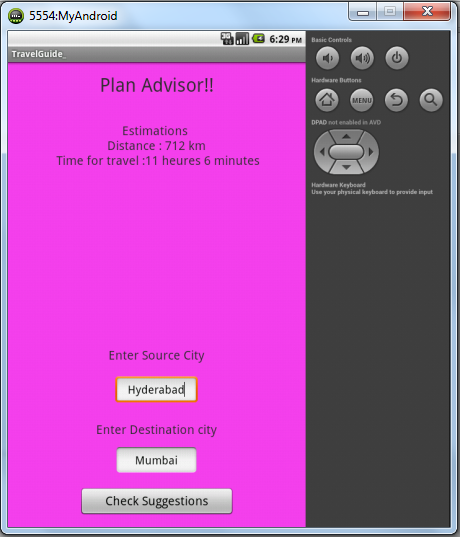 5554:MyAndroid
6:29 PM
TravelGuide_
Plan Advisor!!
Estimations
Distance : 712 km
Time for travel :11 heures 6 minutes
Enter Source City
Hyderabad
Enter Destination city
Mumbai
Check Suggestions
Basic Controls
Hardware Buttons
MENU
DPAD not enabled in AVD
Hardware Keyboard
Use your physical keyboard to provide input